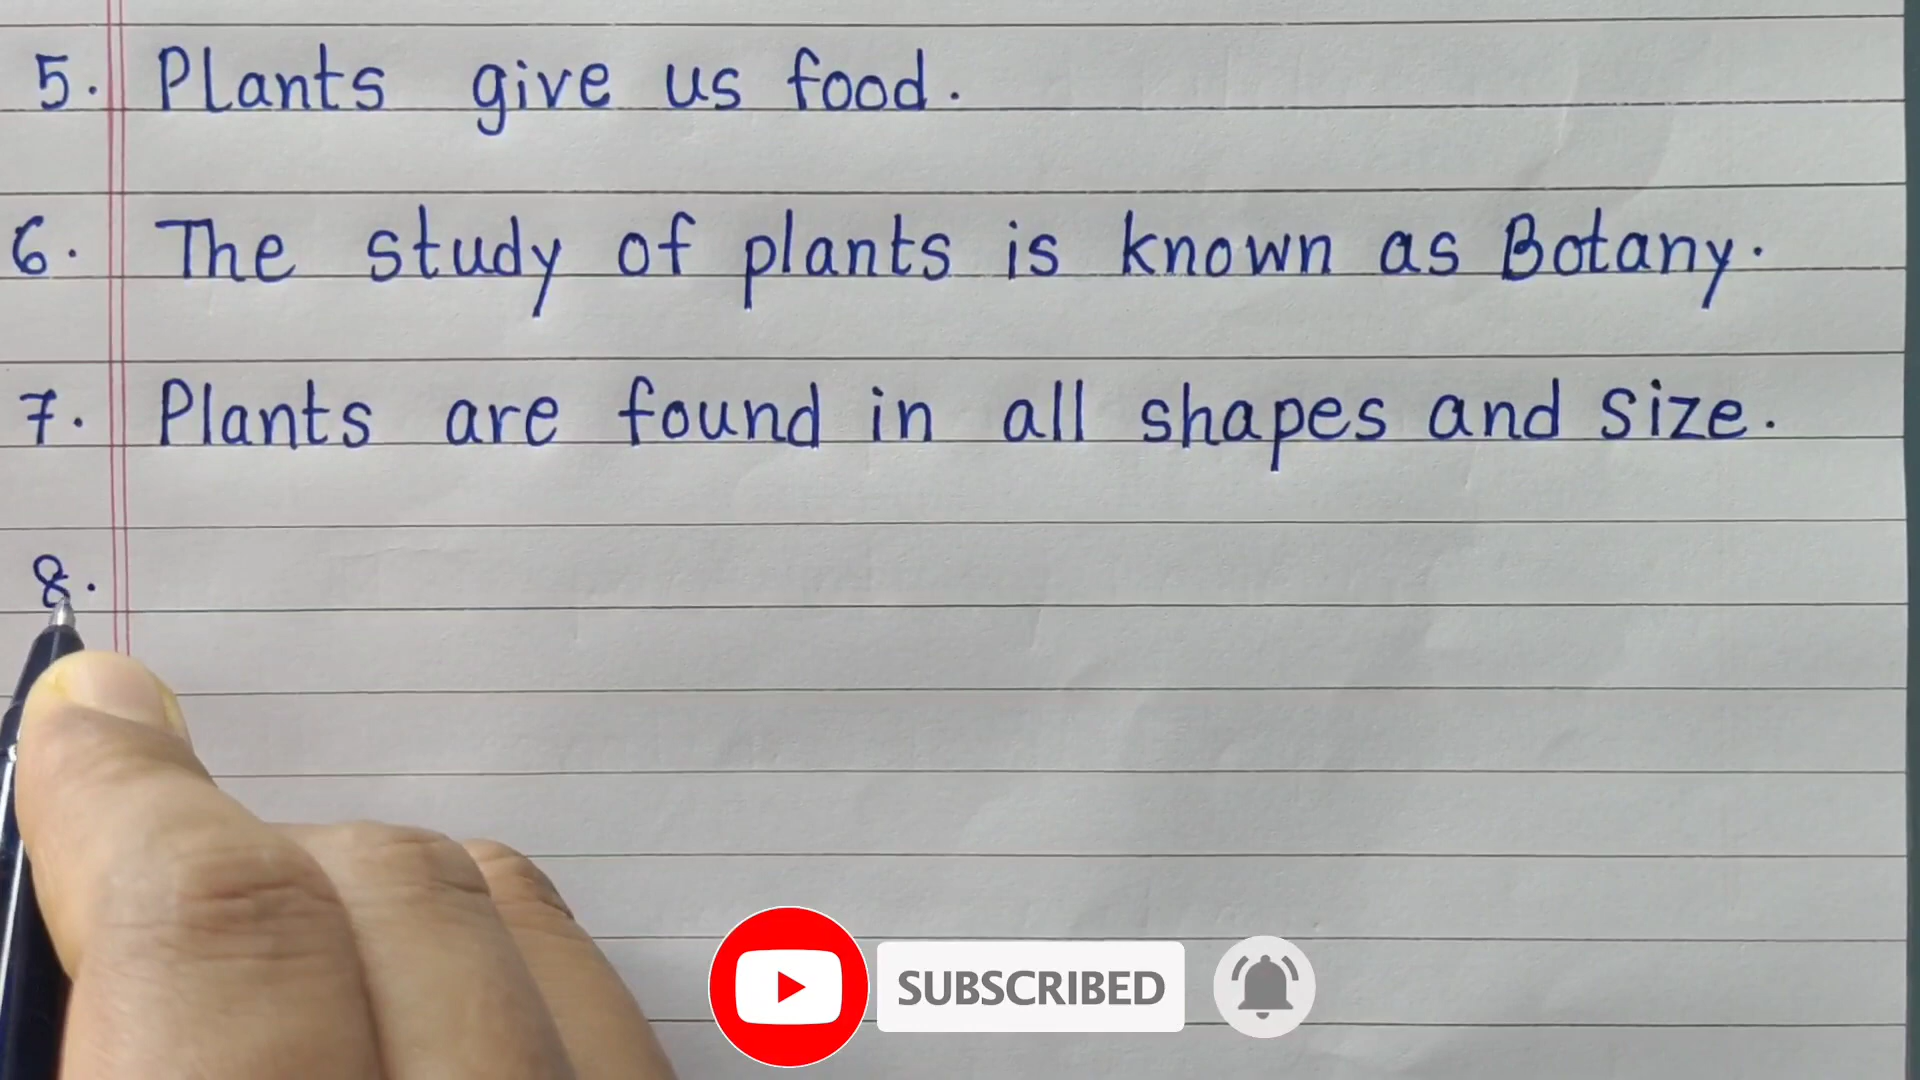 5. Plants give us food.
6. The study of plants is known as Botany.
7. Plants are found in all shapes and size.
8.
SUBSCRIBED